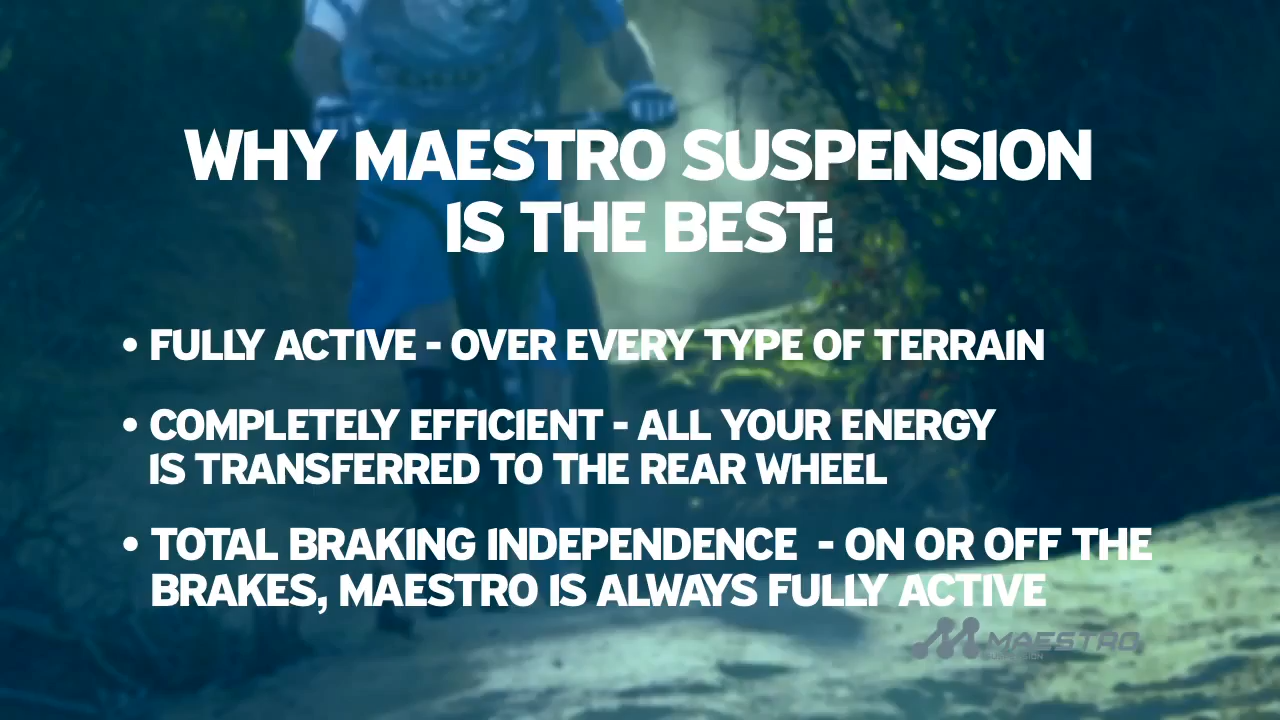 WHY MAESTRO SUSPENSION
IS THE BEST:
• FULLY ACTIVE - OVER EVERY TYPE OF TERRAIN
• COMPLETELY EFFICIENT - ALL YOUR ENERGY
IS TRANSFERRED TO THE REAR WHEEL
• TOTAL BRAKING INDEPENDENCE - ON OR OFF THE
BRAKES, MAESTRO IS ALWAYS FULLY ACTIVE
MAESTRO